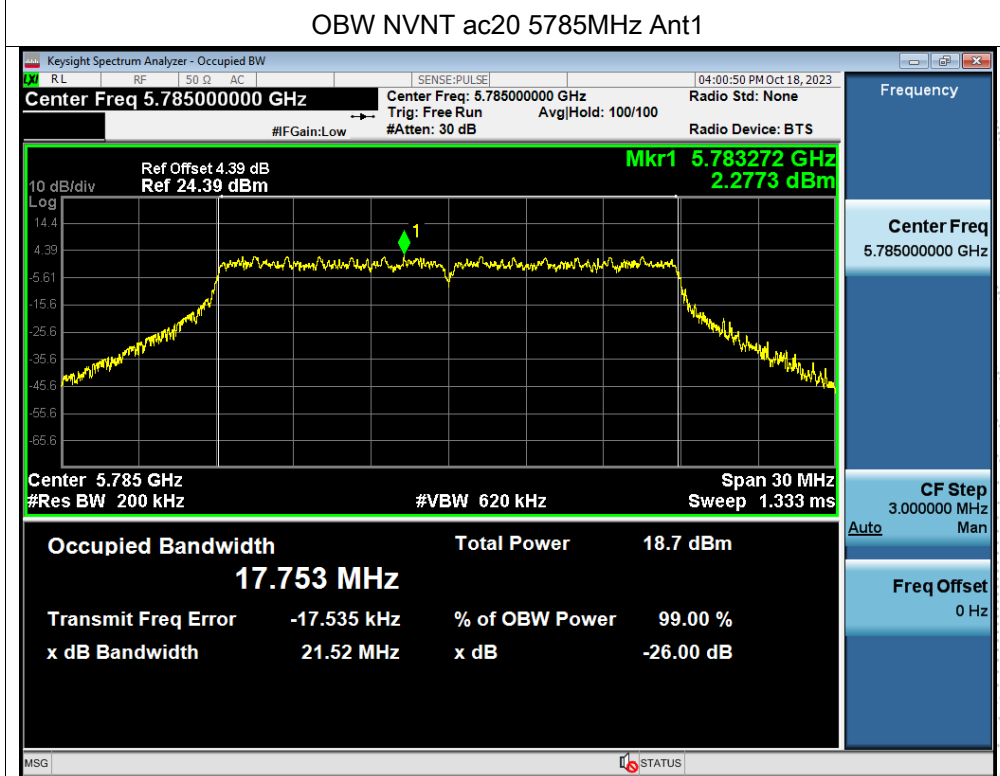 OBW NVNT ac20 5785MHz Ant1
Keysight Spectrum Analyzer - Occupied BW
LXI RL RF 50 Ω AC SENSE:PULSE 04:00:50 PM Oct 18, 2023
Center Freq 5.785000000 GHz
Center Freq: 5.785000000 GHz
Radio Std: None
Trig: Free Run Avg|Hold: 100/100
#IFGain:Low
#Atten: 30 dB
Radio Device: BTS
Frequency
Mkr1 5.783272 GHz
2.2773 dBm
Ref Offset 4.39 dB
10 dB/div Ref 24.39 dBm
Log
14.4
4.39
-5.61
-15.6
-25.6
-35.6
-45.6
-55.6
-65.6
1
Center 5.785 GHz Span 30 MHz
#Res BW 200 kHz #VBW 620 kHz Sweep 1.333 ms
Occupied Bandwidth Total Power 18.7 dBm
17.753 MHz
Transmit Freq Error -17.535 kHz % of OBW Power 99.00 %
x dB Bandwidth 21.52 MHz x dB -26.00 dB
Center Freq
5.785000000 GHz
CF Step
3.000000 MHz
Auto Man
Freq Offset
0 Hz
MSG STATUS